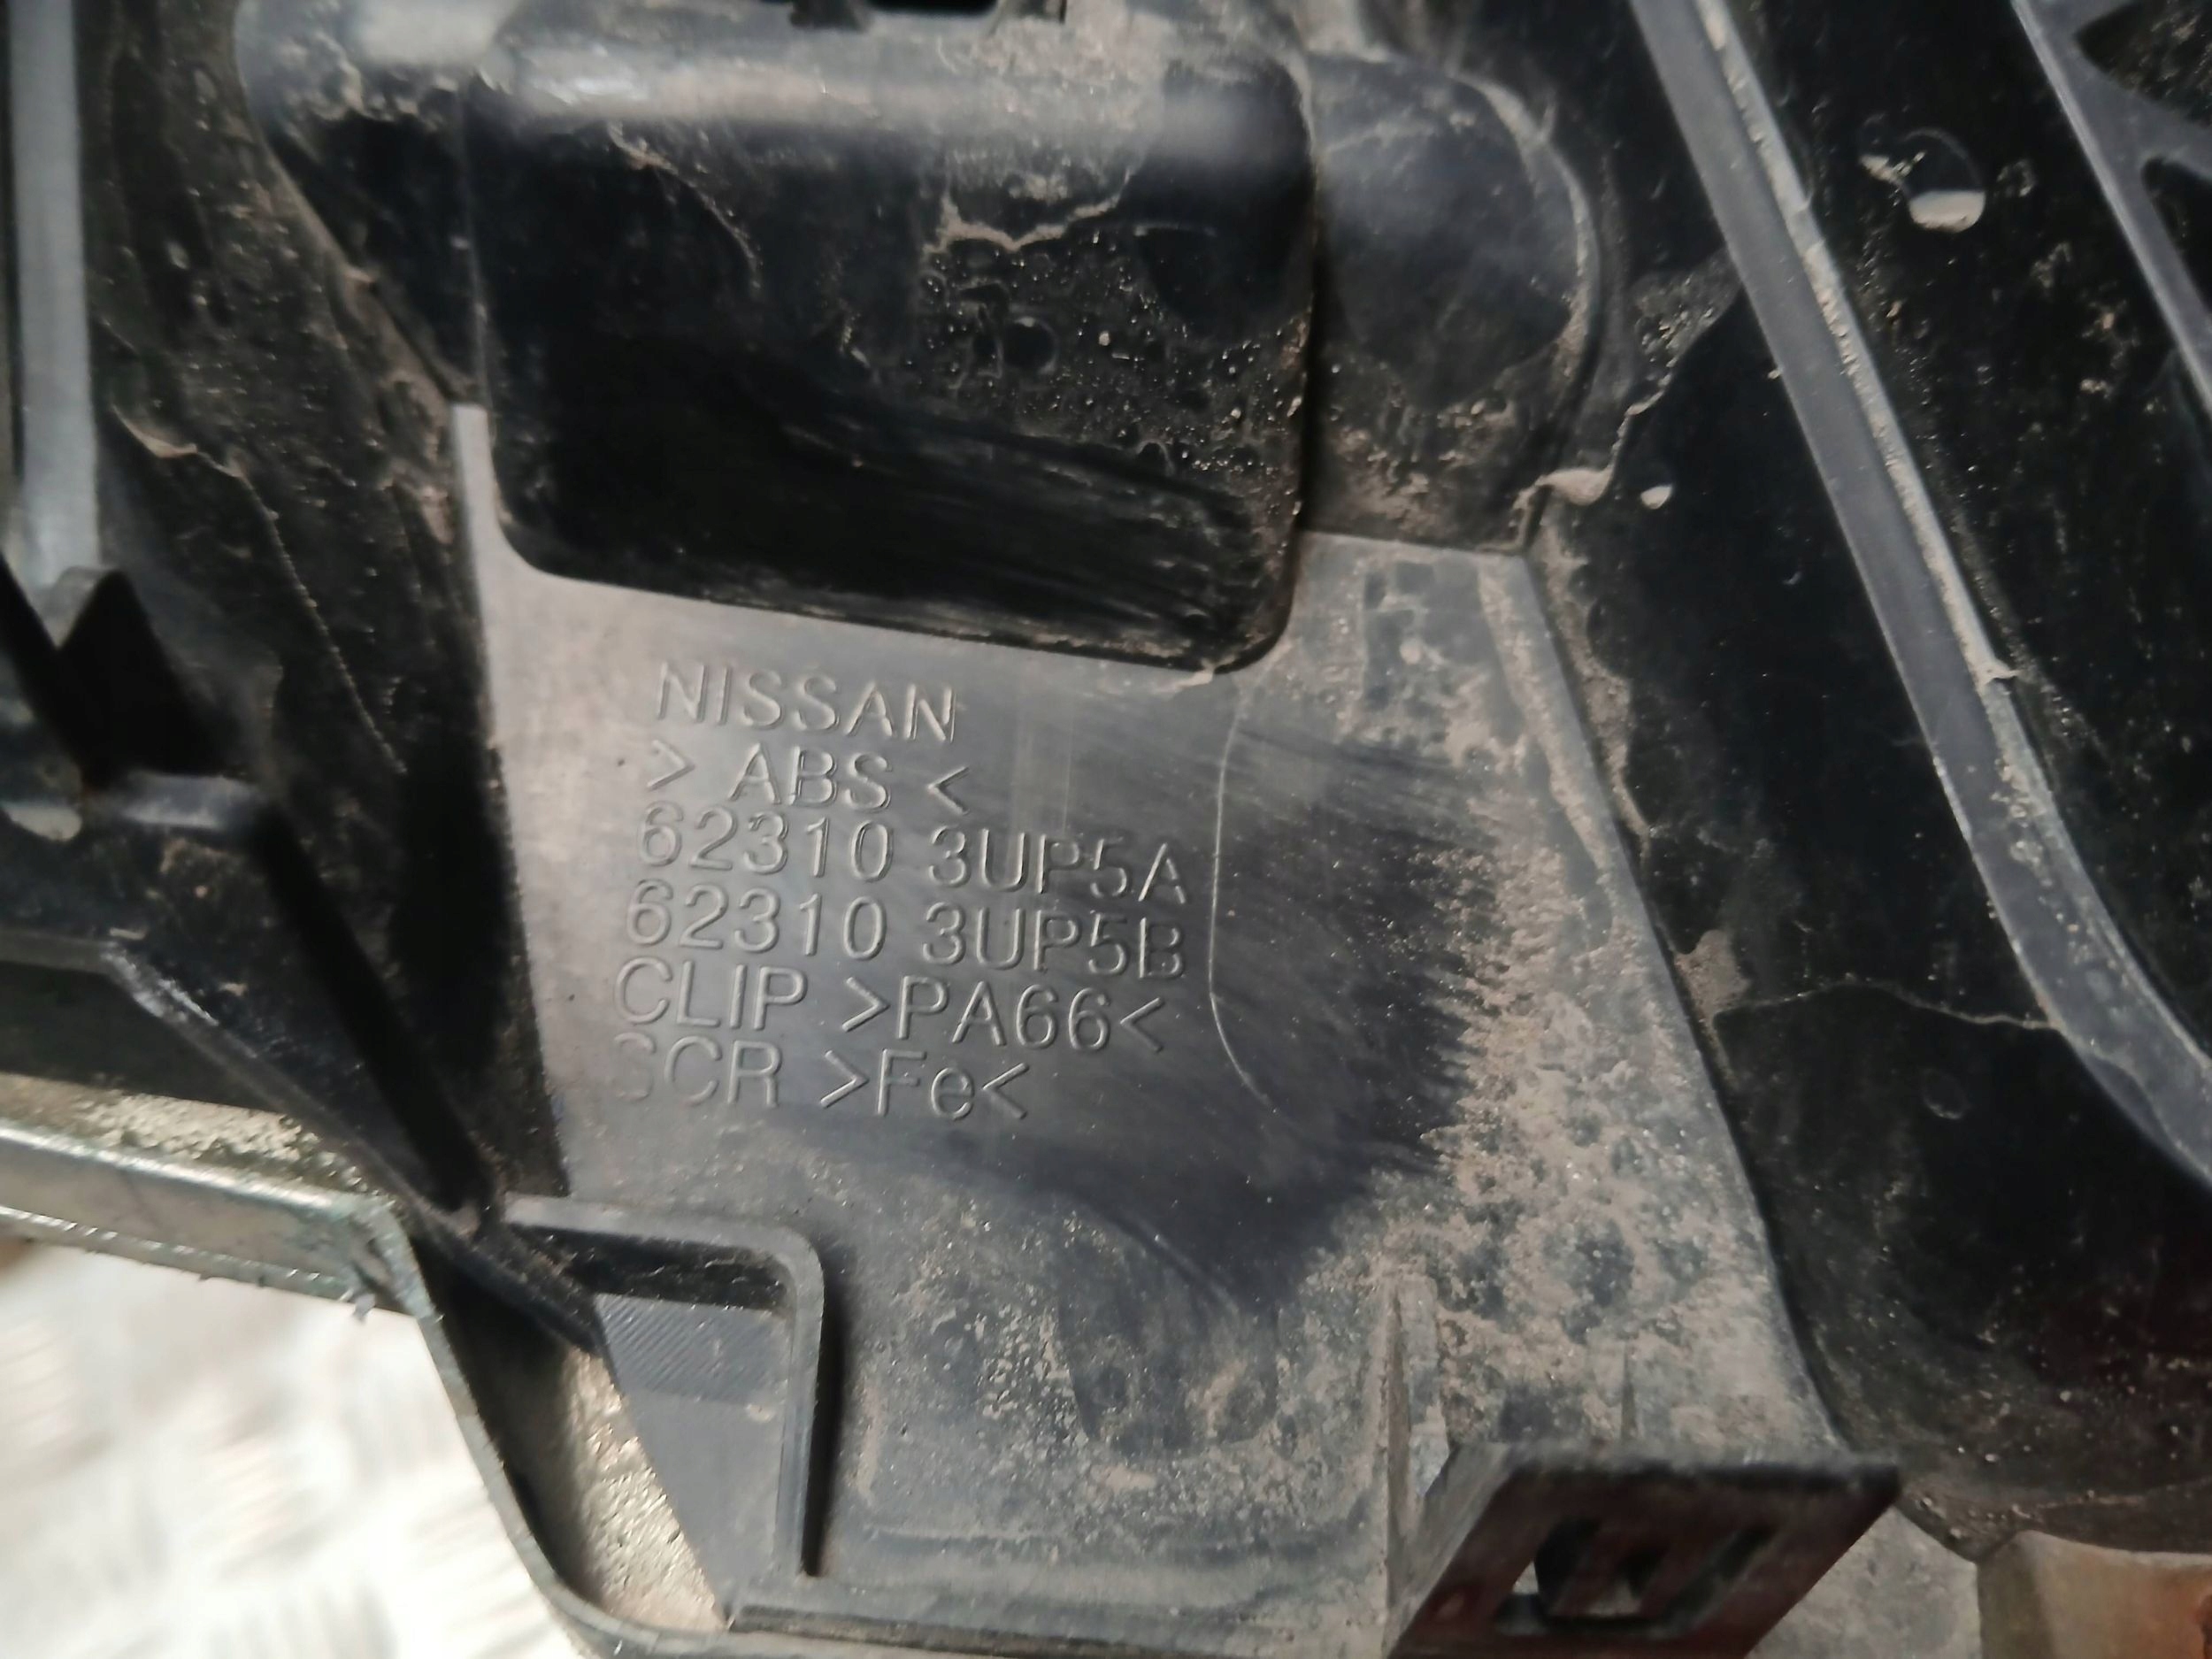 NISSAN
> ABS <
62310 3UP5A
62310 3UP5B
CLIP >PA66<
SCR >Fe<